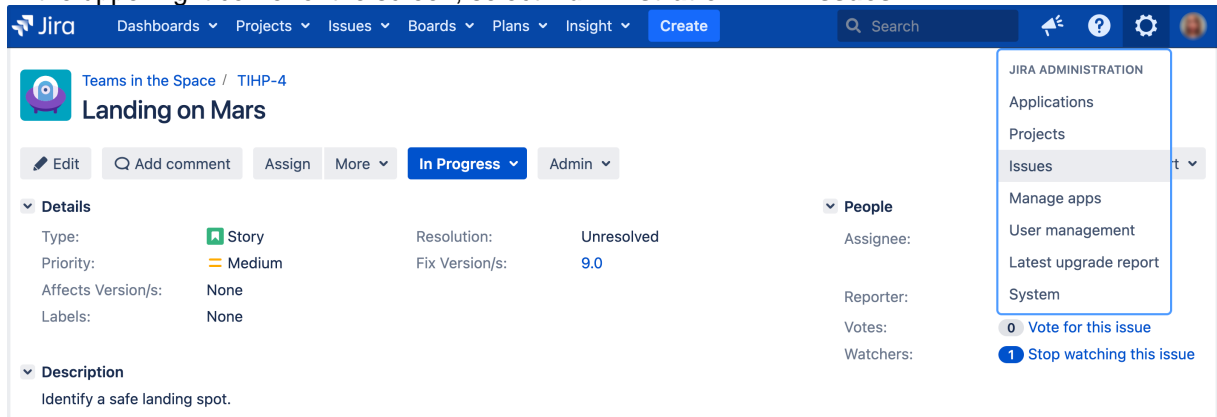 Jira Dashboards Projects Issues Boards Plans Insight Create Search
Teams in the Space / TIHP-4
Landing on Mars
Edit Add comment Assign More In Progress Admin
Details
Type: Story Resolution: Unresolved
Priority: Medium Fix Version/s: 9.0
Affects Version/s: None
Labels: None
Description
Identify a safe landing spot.
People
Assignee:
Reporter:
Votes: 0 Vote for this issue
Watchers: 1 Stop watching this issue
JIRA ADMINISTRATION
Applications
Projects
Issues
Manage apps
User management
Latest upgrade report
System